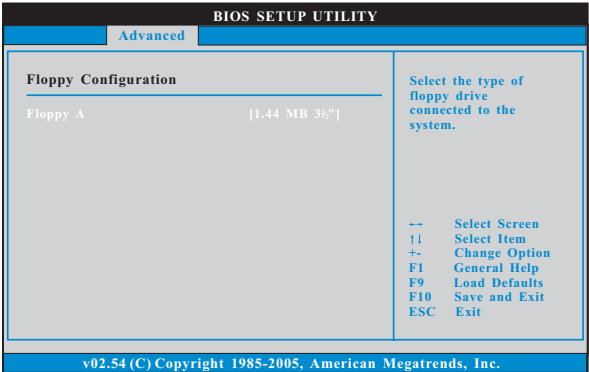 BIOS SETUP UTILITY
Advanced
Floppy Configuration
Floppy A [1.44 MB 3½"]
Select the type of
floppy drive
connected to the
system.
←→ Select Screen
↑↓ Select Item
+- Change Option
F1 General Help
F9 Load Defaults
F10 Save and Exit
ESC Exit
v02.54 (C) Copyright 1985-2005, American Megatrends, Inc.